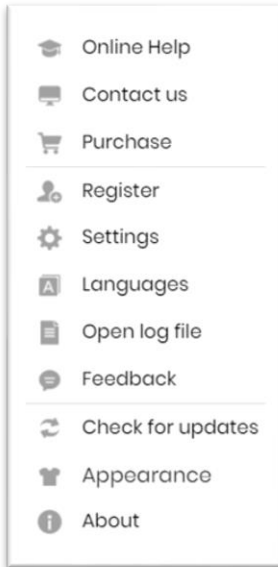 Online Help
Contact us
Purchase
Register
Settings
Languages
Open log file
Feedback
Check for updates
Appearance
About